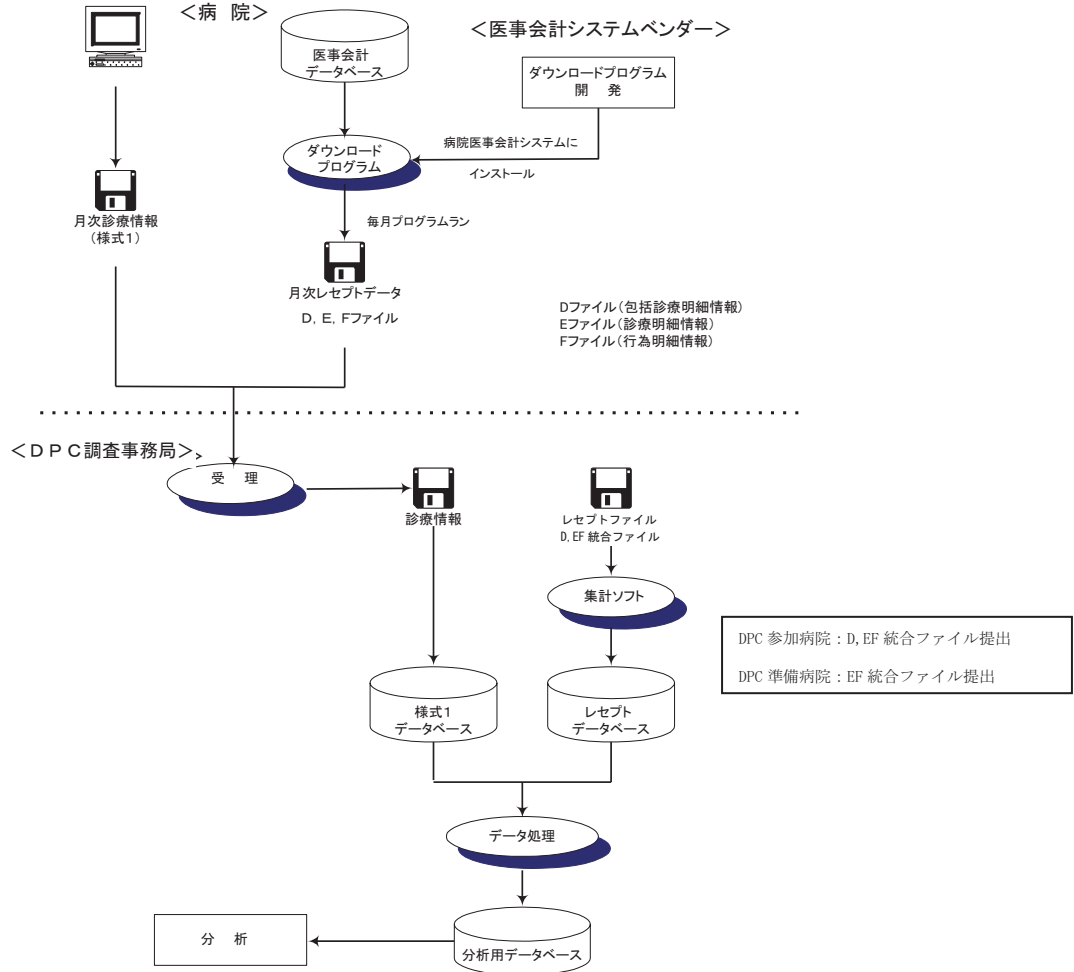 ＜病 院＞
＜医事会計システムベンダー＞
医事会計
データベース
ダウンロードプログラム
開 発
病院医事会計システムに
インストール
ダウンロード
プログラム
月次診療情報
(様式1)
毎月プログラムラン
月次レセプトデータ
D, E, Fファイル
Dファイル(包括診療明細情報)
Eファイル(診療明細情報)
Fファイル(行為明細情報)
＜DPC調査事務局＞
受 理
診療情報
レセプトファイル
D, EF 統合ファイル
集計ソフト
DPC 参加病院：D, EF 統合ファイル提出
DPC 準備病院：EF 統合ファイル提出
様式1
データベース
レセプト
データベース
データ処理
分 析
分析用データベース